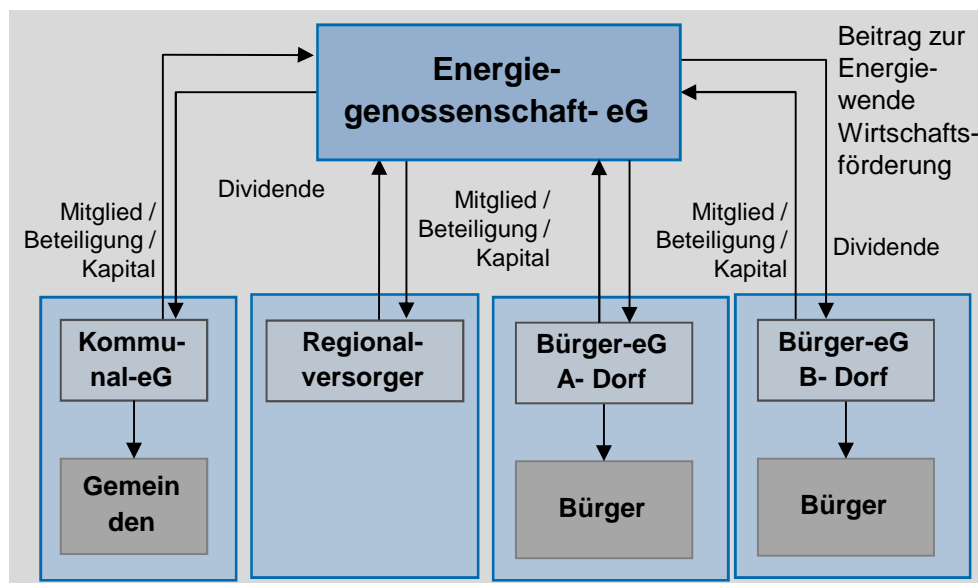 Energie-
genossenschaft- eG
Beitrag zur
Energie-
wende
Wirtschafts-
förderung
Dividende
Mitglied /
Beteiligung /
Kapital
Mitglied /
Beteiligung /
Kapital
Mitglied /
Beteiligung /
Kapital
Dividende
Kommu-
nal-eG
Regional-
versorger
Bürger-eG
A- Dorf
Bürger-eG
B- Dorf
Gemein
den
Bürger
Bürger